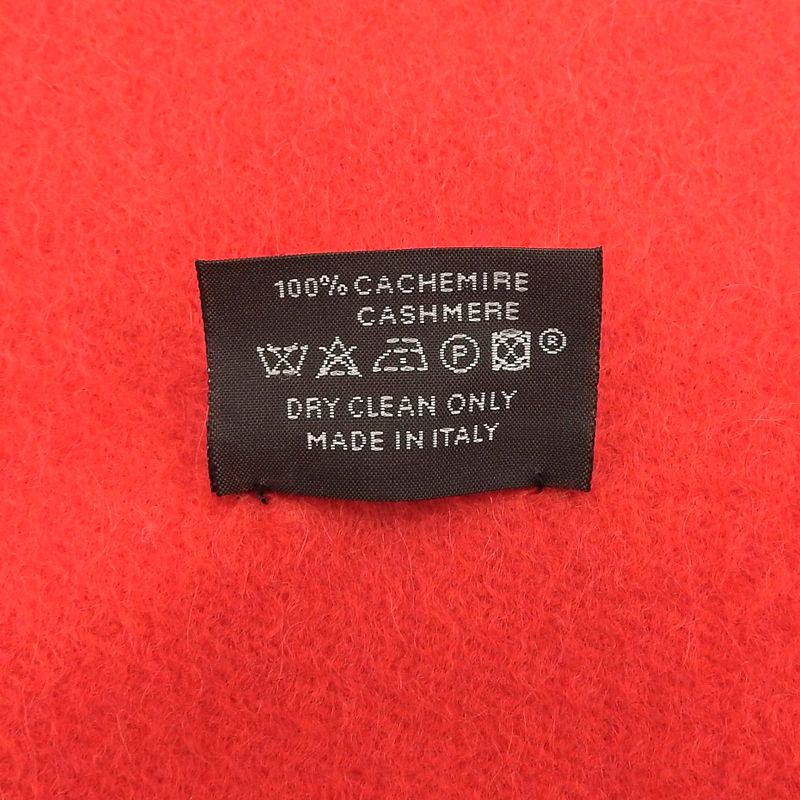 100% CACHEMIRE
CASHMERE
P ®
DRY CLEAN ONLY
MADE IN ITALY